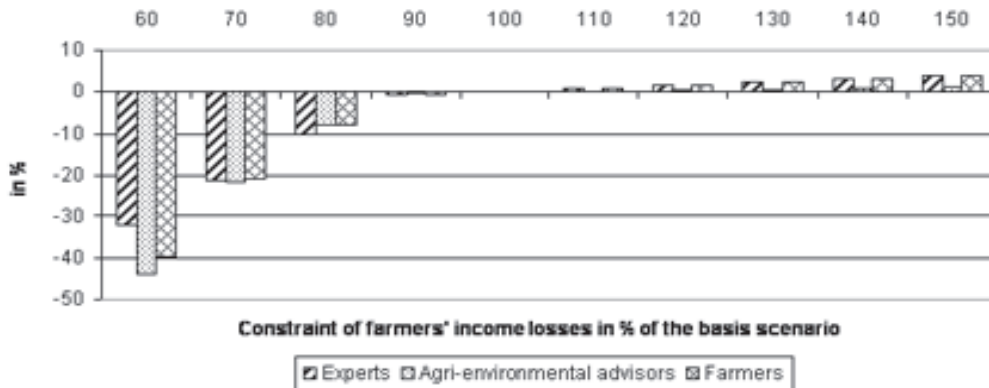 60 70 80 90 100 110 120 130 140 150
10
0
-10
-20
-30
-40
-50
in %
Constraint of farmers' income losses in % of the basis scenario
Experts Agri-environmental advisors Farmers